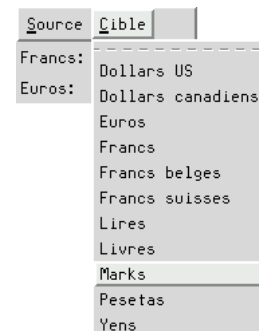 Source Cible
Francs:
Euros:
Dollars US
Dollars canadiens
Euros
Francs
Francs belges
Francs suisses
Lires
Livres
Marks
Pesetas
Yens